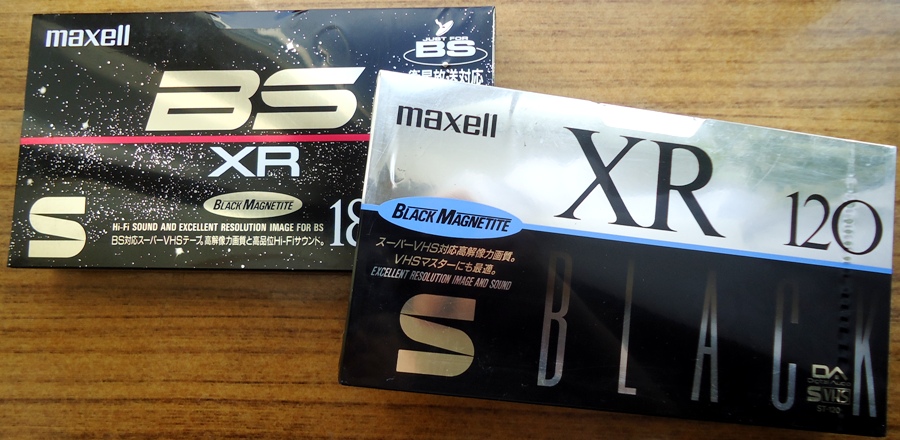 maxell
JUST FOR
BS
衛星放送対応
BS
XR
BLACK MAGNETITE
S
18
Hi-Fi SOUND AND EXCELLENT RESOLUTION IMAGE FOR BS
BS対応スーパーVHSテープ。高解像力画質と高品位Hi-Fiサウンド。
maxell
XR
120
BLACK MAGNETITE
スーパーVHS対応高解像力画質。
VHSマスターにも最適。
EXCELLENT RESOLUTION IMAGE AND SOUND
S
BLACK
DA
Digital Audio
SVHS
ST-120